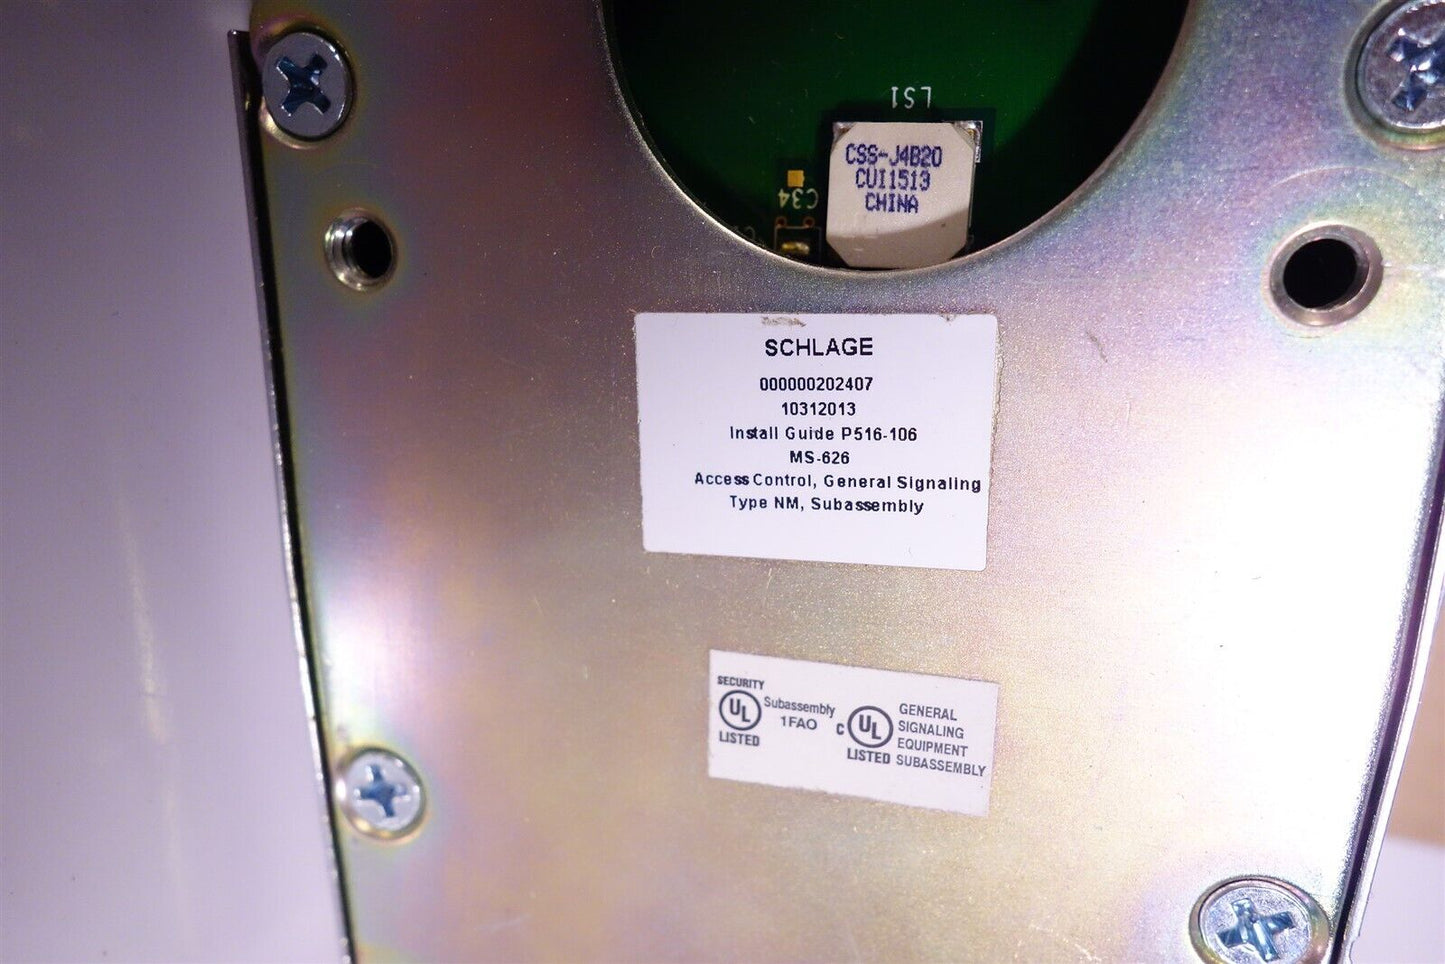 LS1
CSS-J4B20
CUI1513
CHINA
C34
SCHLAGE
000000202407
10312013
Install Guide P516-106
MS-626
Access Control, General Signaling
Type NM, Subassembly
SECURITY
UL
LISTED
Subassembly
1FAO
C UL
LISTED
GENERAL
SIGNALING
EQUIPMENT
SUBASSEMBLY